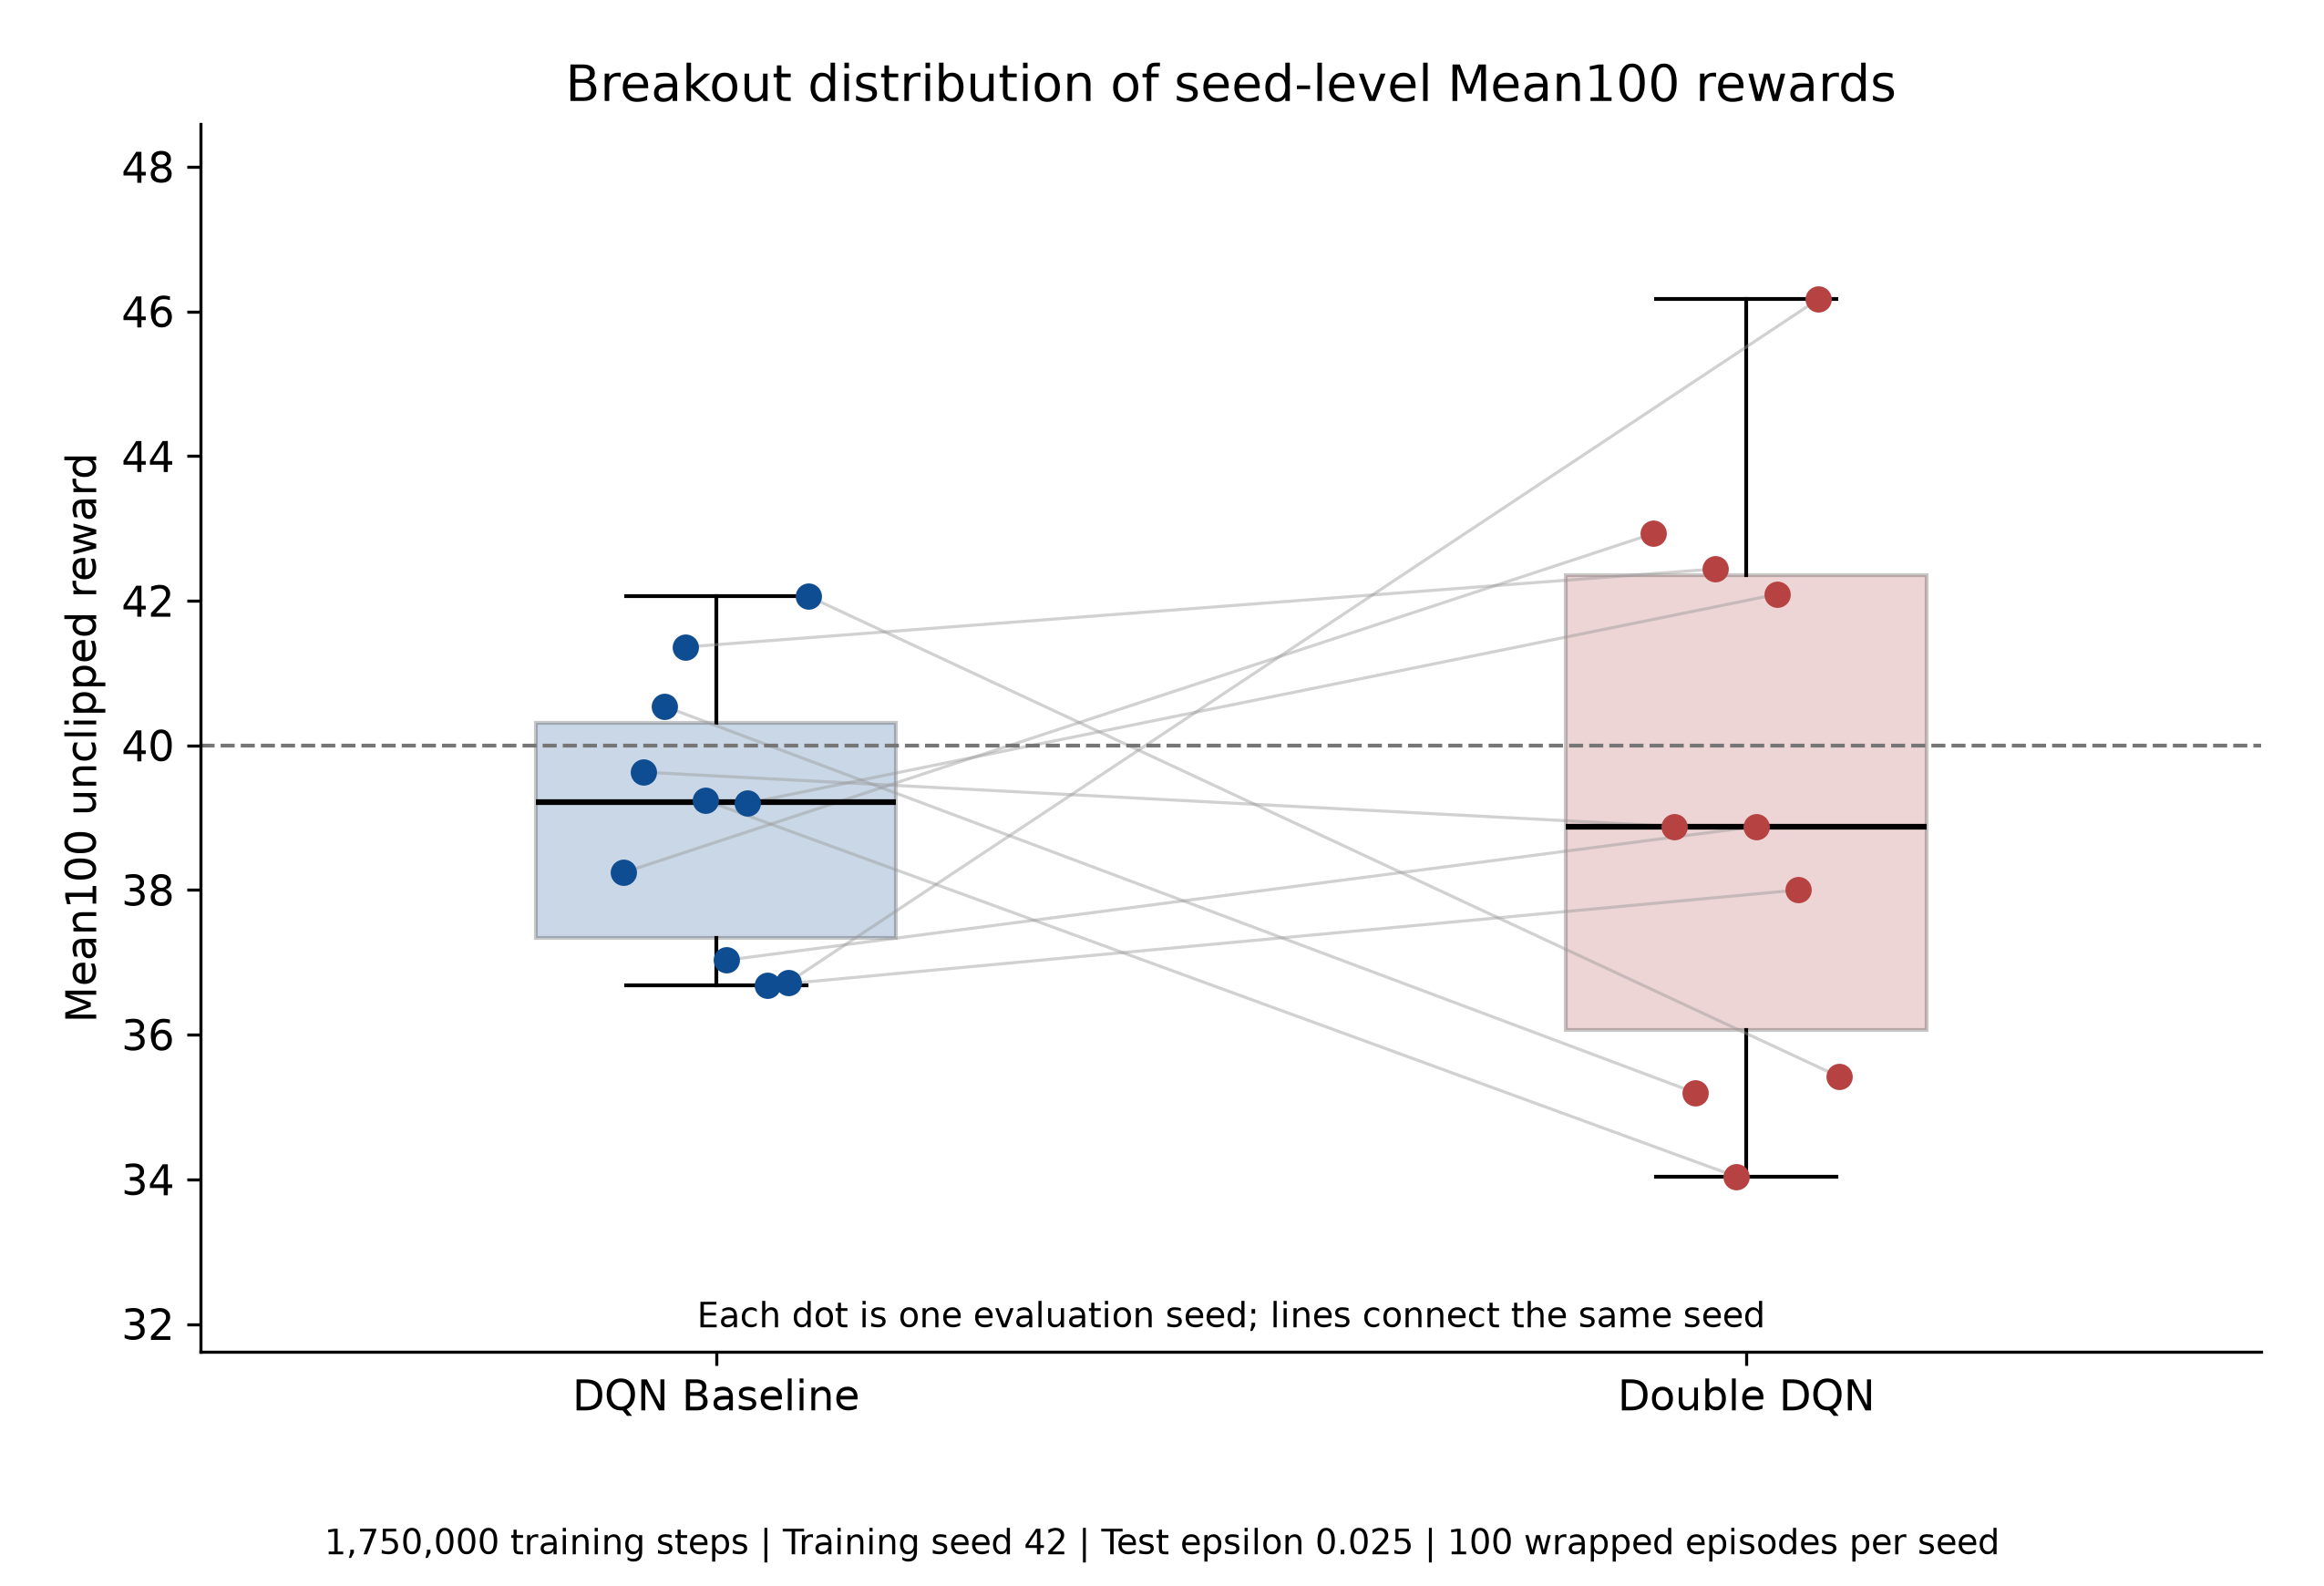 Breakout distribution of seed-level Mean100 rewards
Mean100 unclipped reward
48
46
44
42
40
38
36
34
32
Each dot is one evaluation seed; lines connect the same seed
DQN Baseline
Double DQN
1,750,000 training steps | Training seed 42 | Test epsilon 0.025 | 100 wrapped episodes per seed